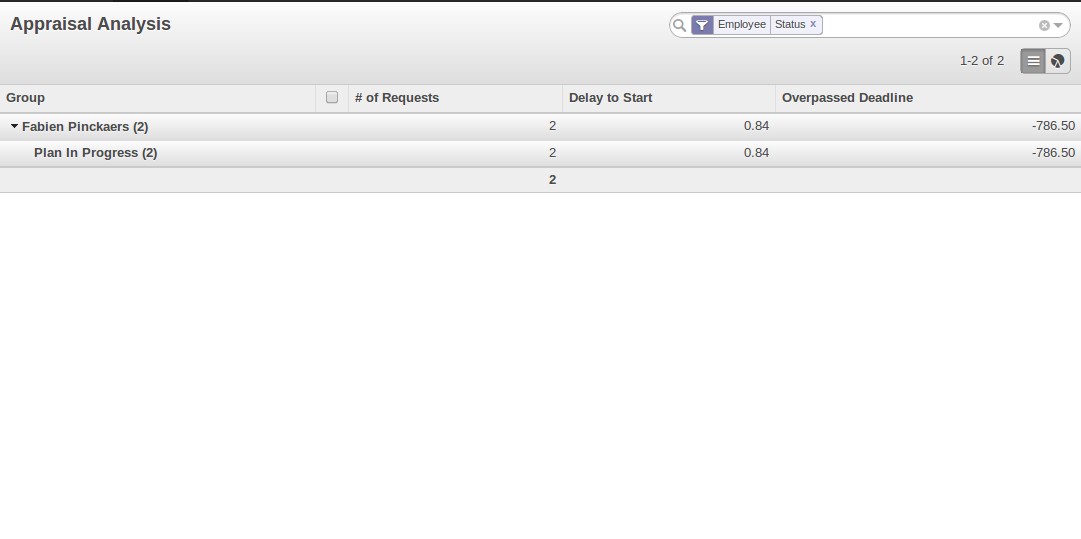 Appraisal Analysis
Employee Status x
1-2 of 2
Group # of Requests Delay to Start Overpassed Deadline
Fabien Pinckaers (2) 2 0.84 -786.50
Plan In Progress (2) 2 0.84 -786.50
2